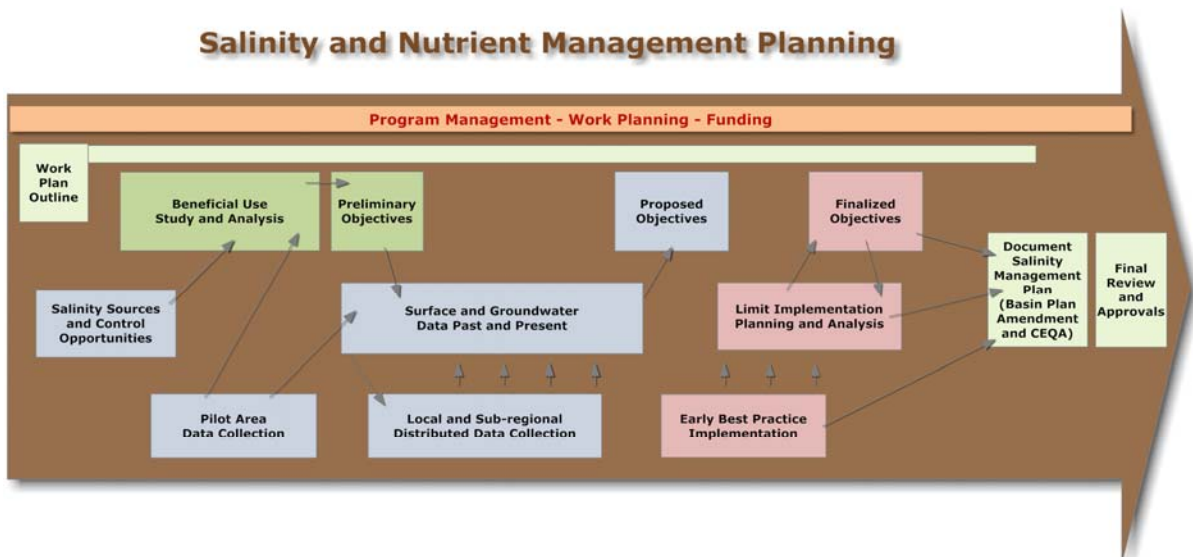 Salinity and Nutrient Management Planning
Program Management - Work Planning - Funding
Work
Plan
Outline
Beneficial Use
Study and Analysis
Preliminary
Objectives
Proposed
Objectives
Finalized
Objectives
Salinity Sources
and Control
Opportunities
Surface and Groundwater
Data Past and Present
Limit Implementation
Planning and Analysis
Document
Salinity
Management
Plan
(Basin Plan
Amendment
and CEQA)
Final
Review
and
Approvals
Pilot Area
Data Collection
Local and Sub-regional
Distributed Data Collection
Early Best Practice
Implementation